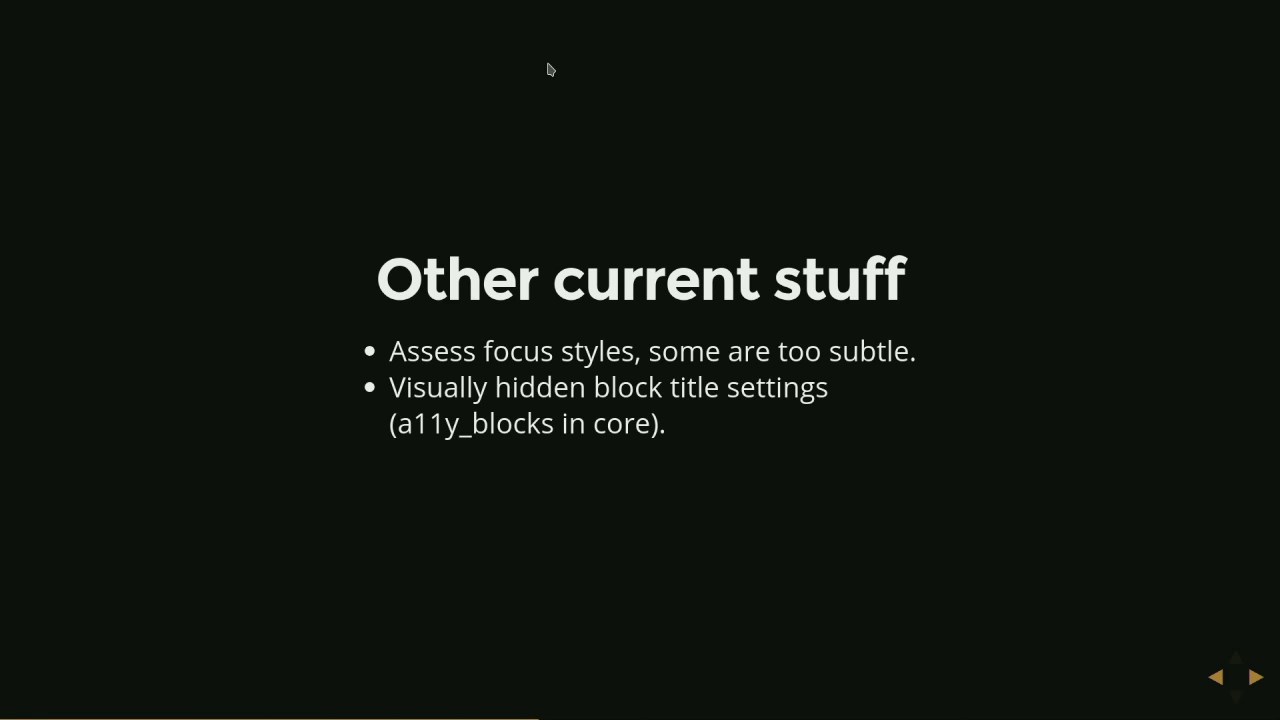 Other current stuff
Assess focus styles, some are too subtle.
Visually hidden block title settings
(a11y_blocks in core).